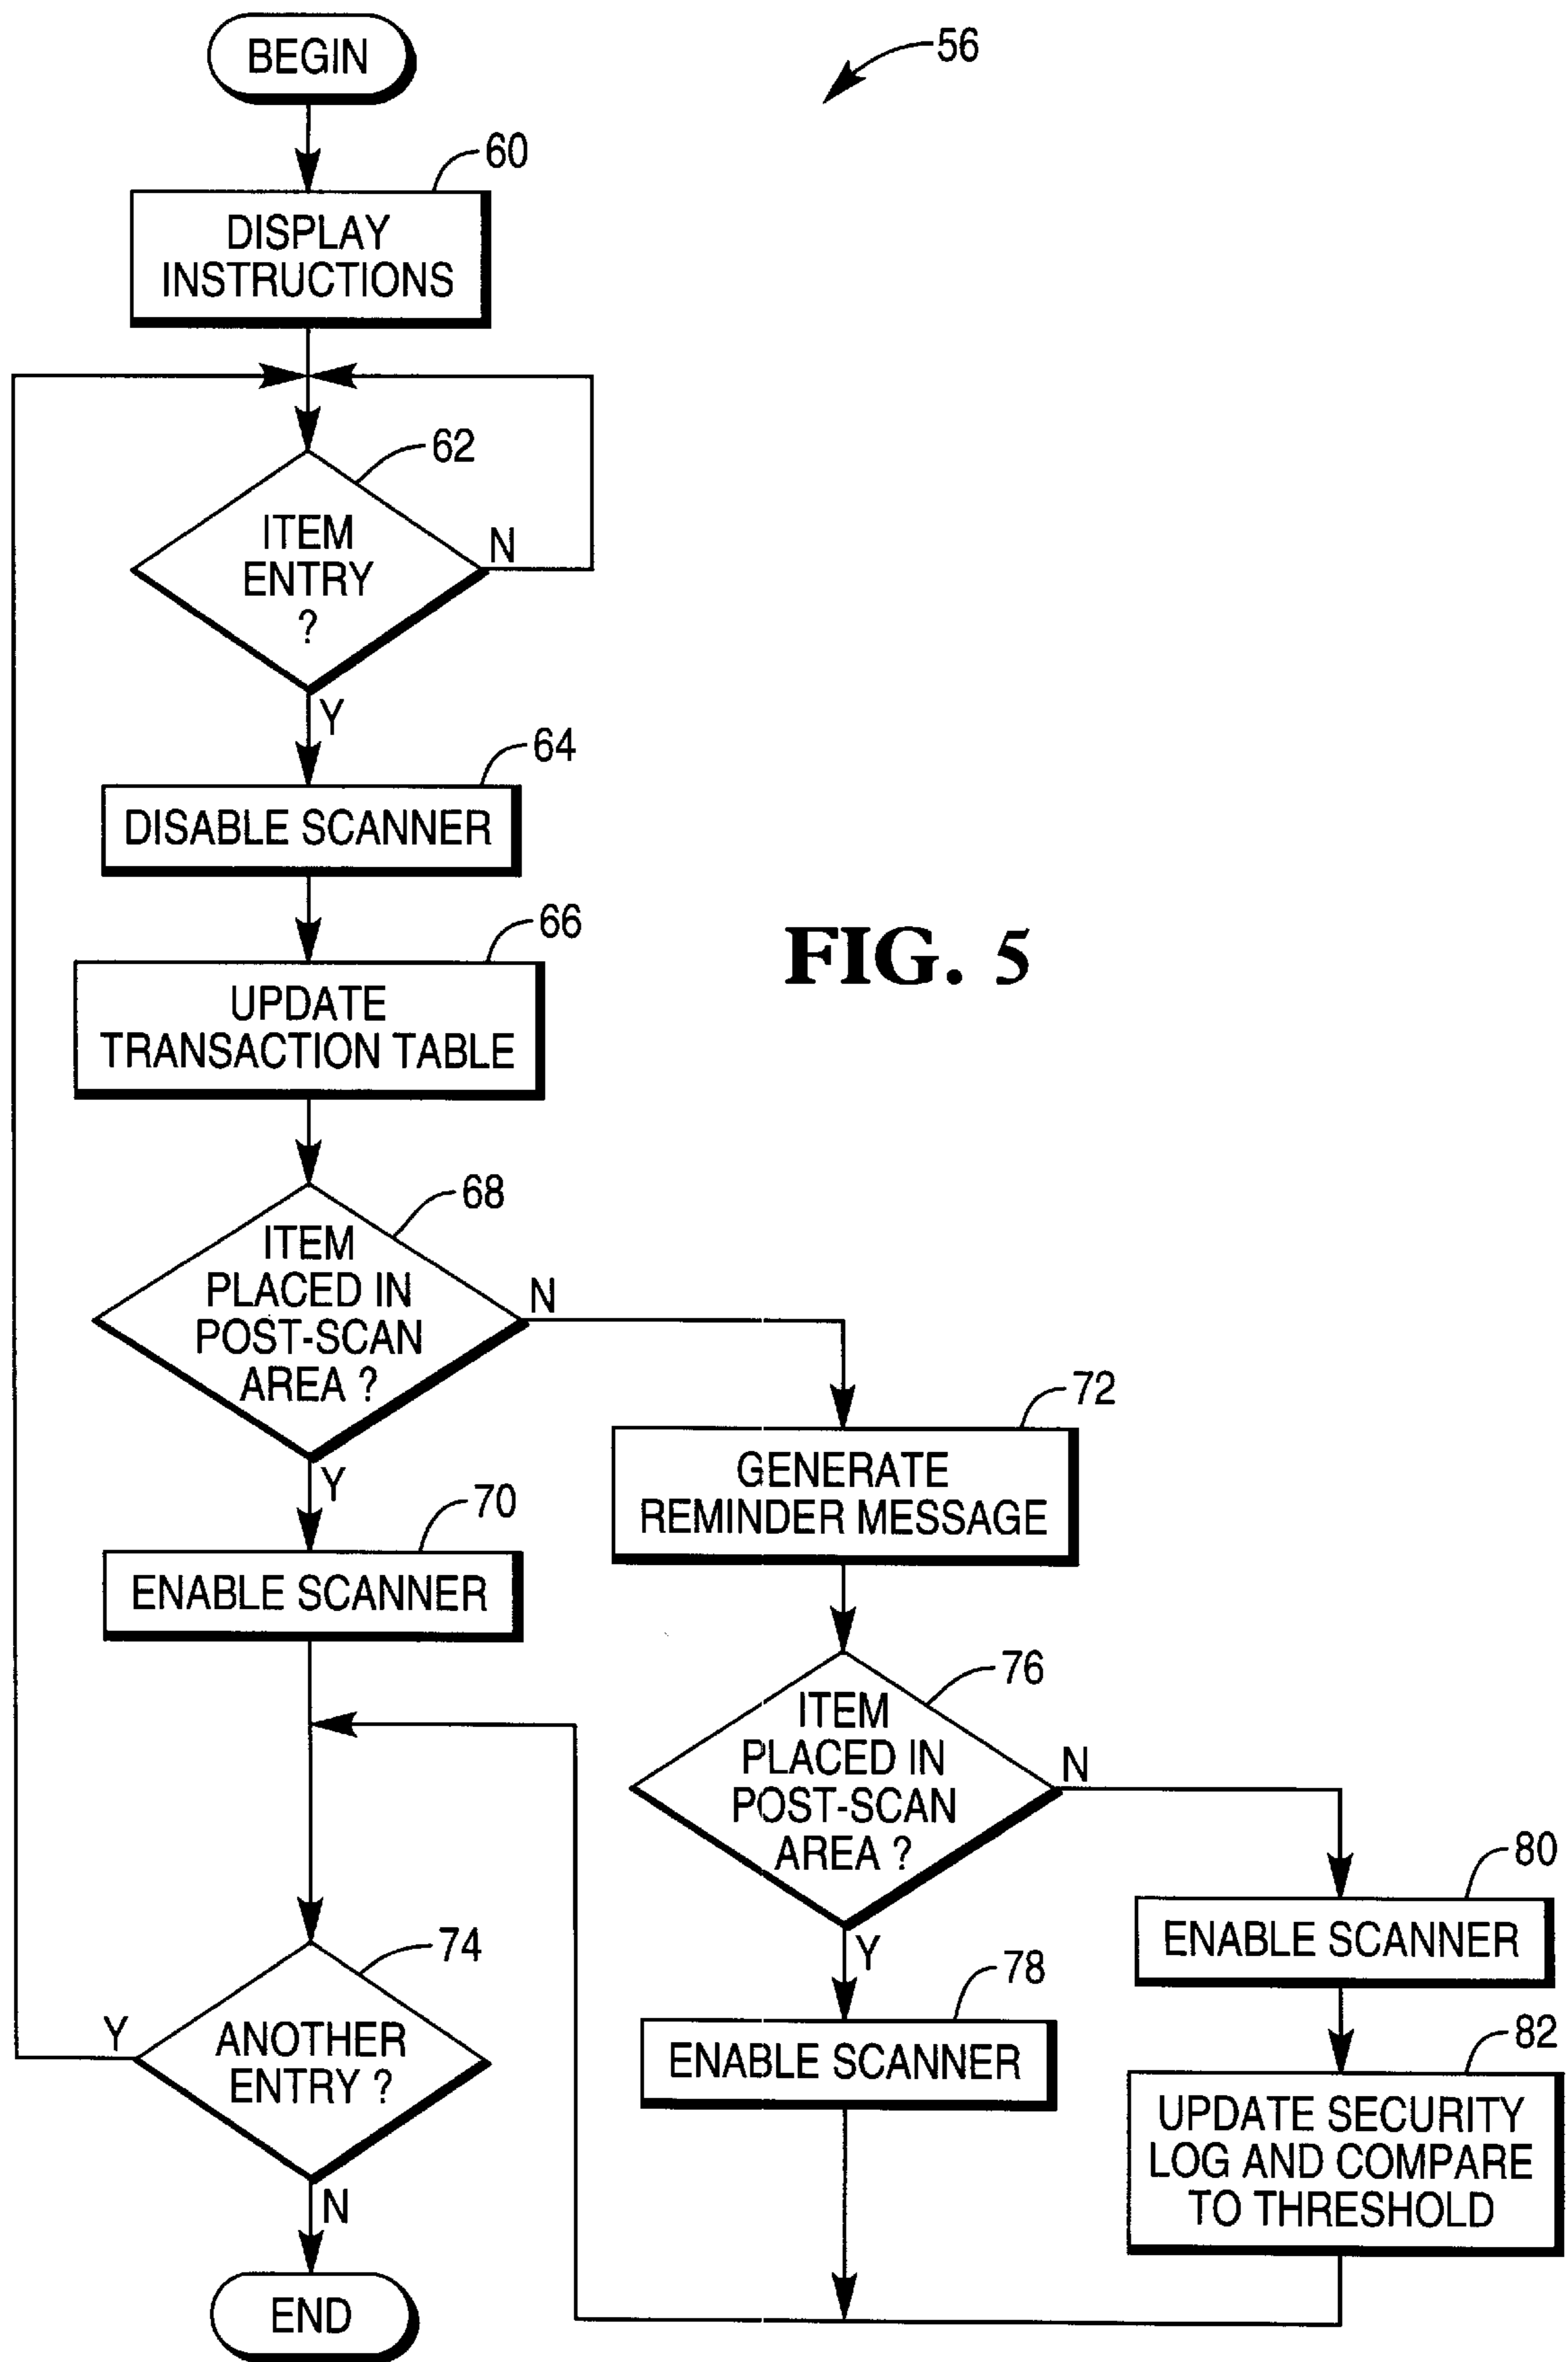 BEGIN
56
60
DISPLAY
INSTRUCTIONS
62
ITEM
ENTRY
?
N
Y
64
DISABLE SCANNER
66
UPDATE
TRANSACTION TABLE
FIG. 5
68
ITEM
PLACED IN
POST-SCAN
AREA ?
N
Y
72
GENERATE
REMINDER MESSAGE
70
ENABLE SCANNER
76
ITEM
PLACED IN
POST-SCAN
AREA ?
N
Y
80
ENABLE SCANNER
74
ANOTHER
ENTRY ?
Y
N
78
ENABLE SCANNER
82
UPDATE SECURITY
LOG AND COMPARE
TO THRESHOLD
END